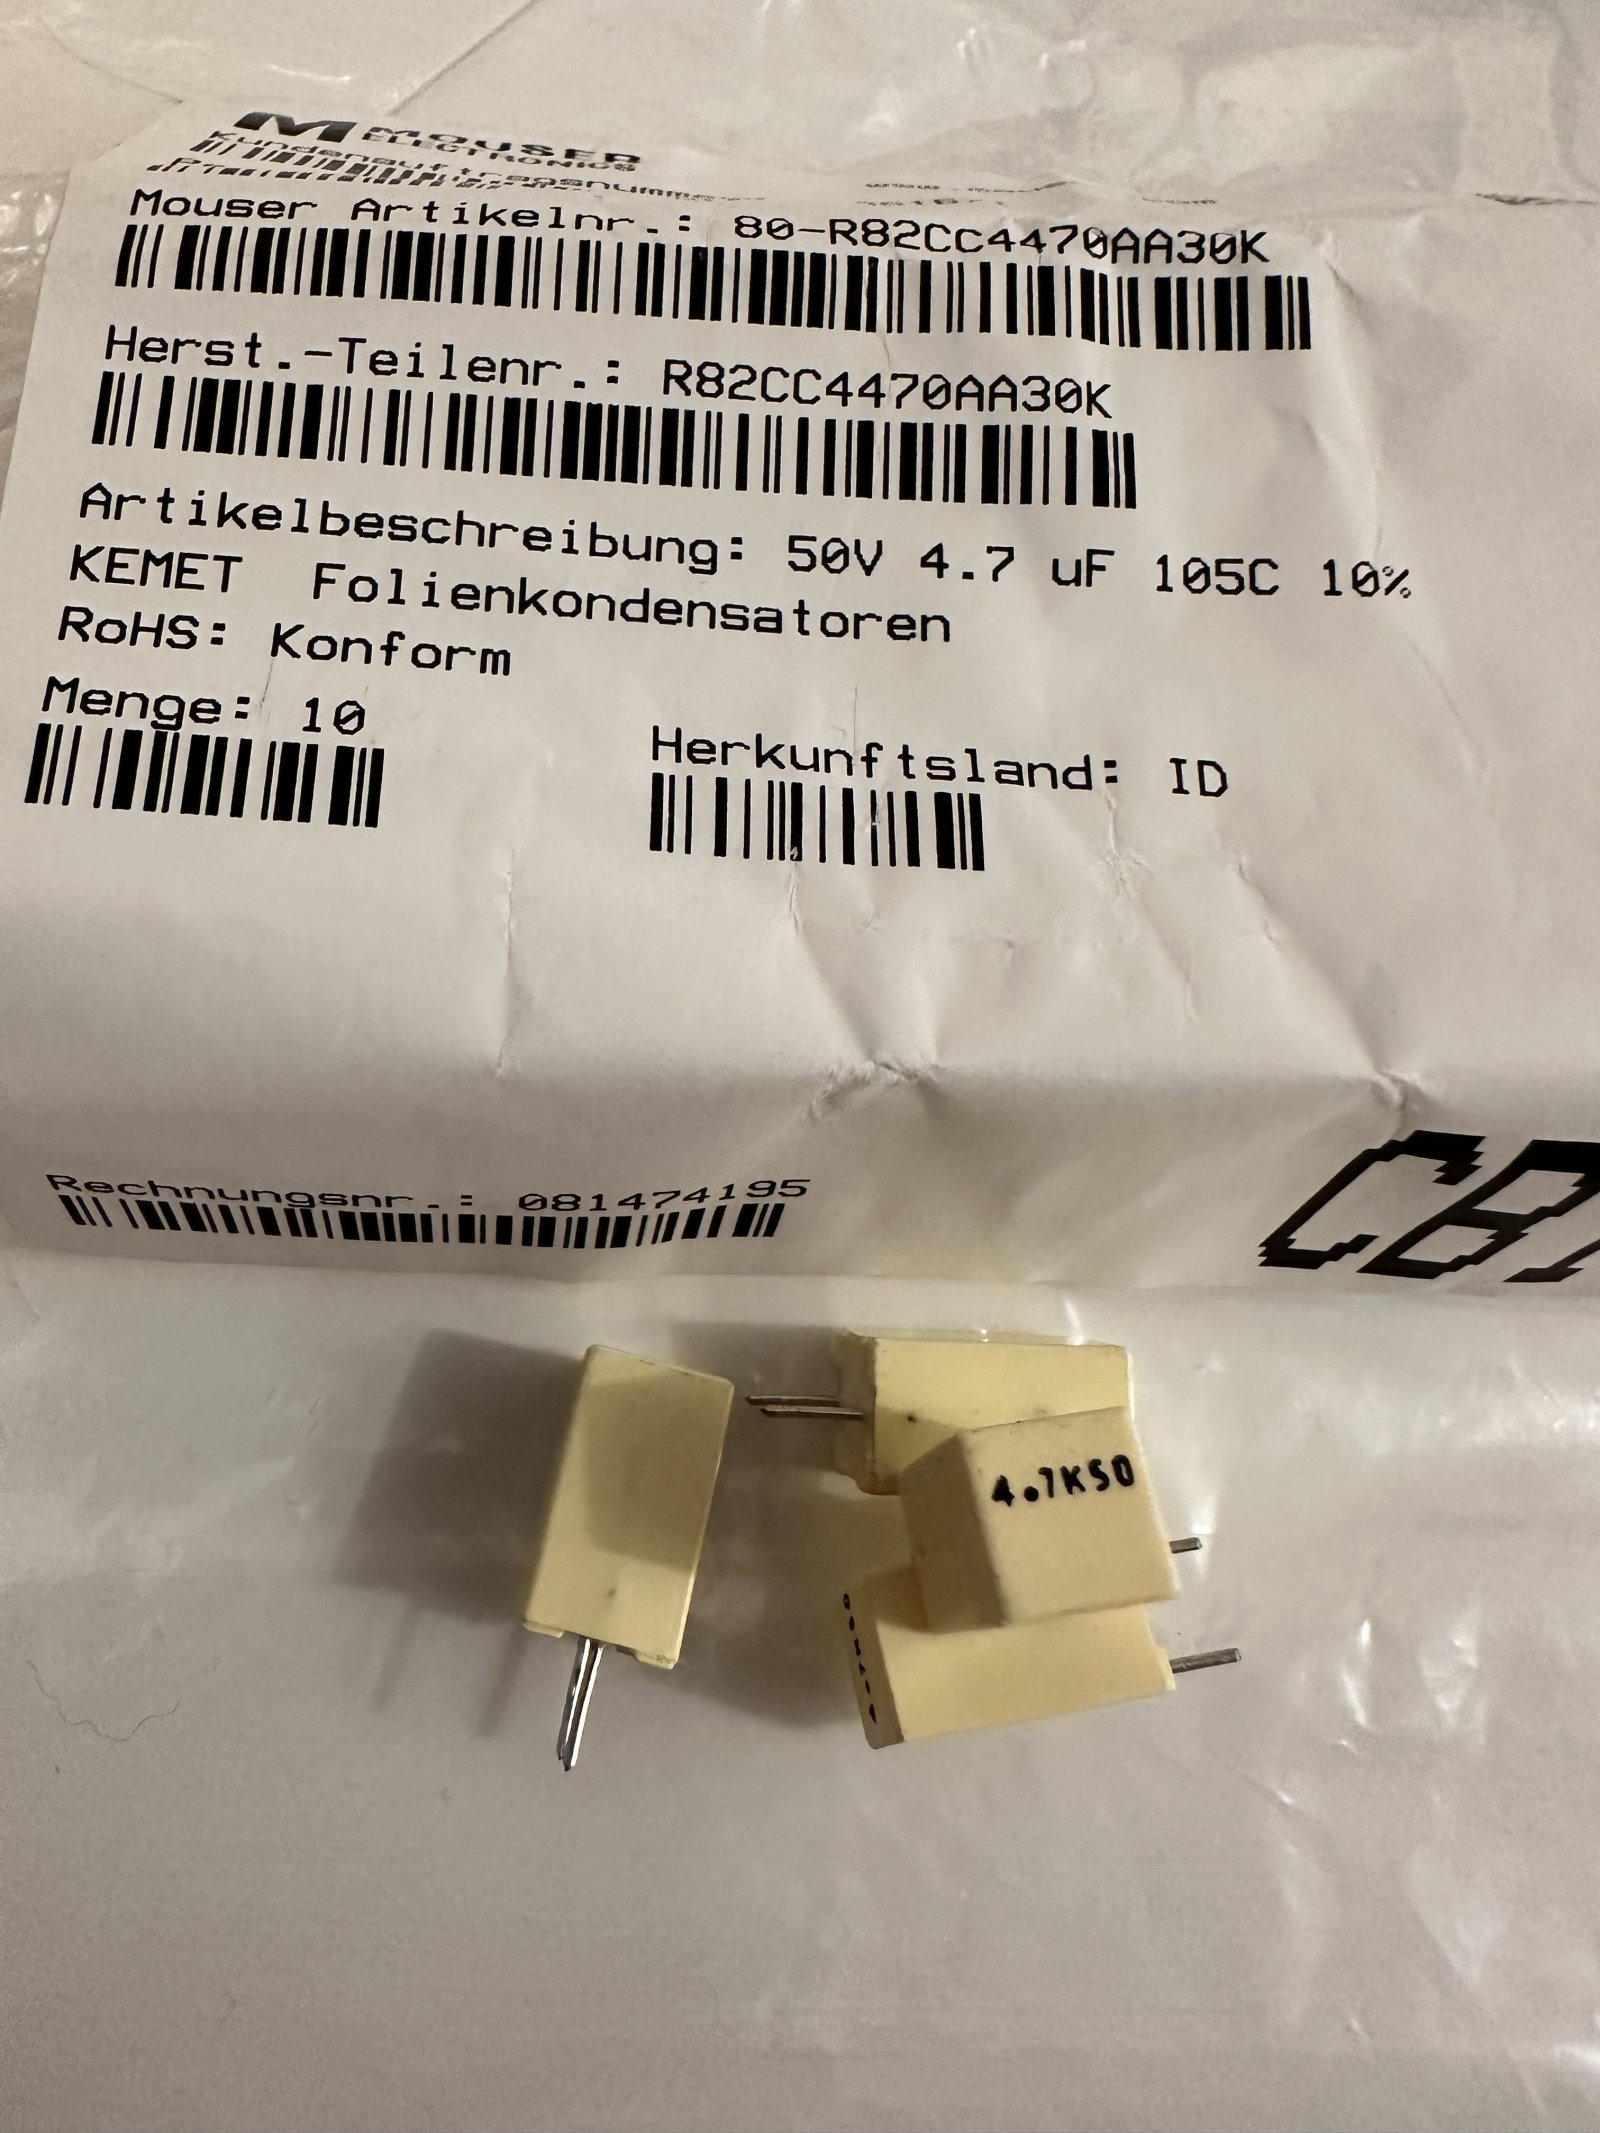 MOUSER
ELECTRONICS
Kundenauftragsnumme
Mouser Artikelnr.: 80-R82CC4470AA30K
Herst.-Teilenr.: R82CC4470AA30K
Artikelbeschreibung: 50V 4.7 uF 105C 10%
KEMET Folienkondensatoren
RoHS: Konform
Menge: 10
Herkunftsland: ID
Rechnungsnr.: 081474195
4.7K50